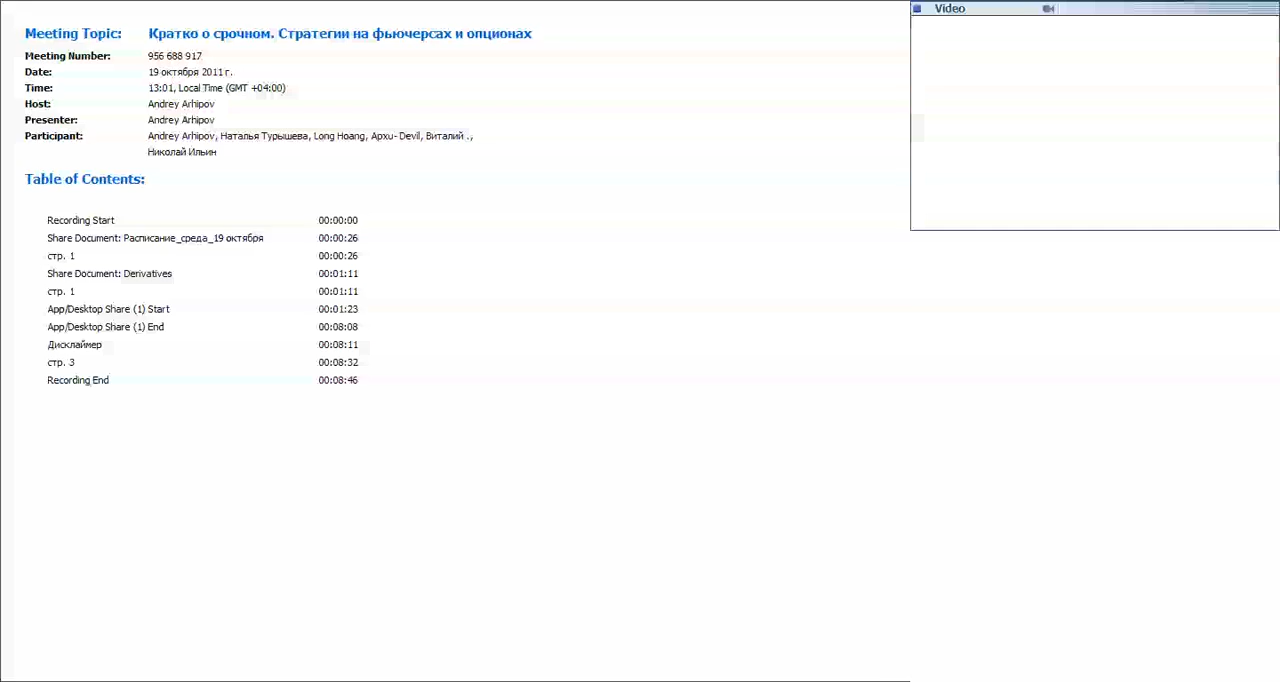 Video
Meeting Topic: Кратко о срочном. Стратегии на фьючерсах и опционах
Meeting Number: 956 688 917
Date: 19 октября 2011 г.
Time: 13:01, Local Time (GMT +04:00)
Host: Andrey Arhipov
Presenter: Andrey Arhipov
Participant: Andrey Arhipov, Наталья Турышева, Long Hoang, Apxu-Devil, Виталий .,
Николай Ильин
Table of Contents:
Recording Start 00:00:00
Share Document: Расписание_среда_19 октября 00:00:26
стр. 1 00:00:26
Share Document: Derivatives 00:01:11
стр. 1 00:01:11
App/Desktop Share (1) Start 00:01:23
App/Desktop Share (1) End 00:08:08
Дисклаймер 00:08:11
стр. 3 00:08:32
Recording End 00:08:46